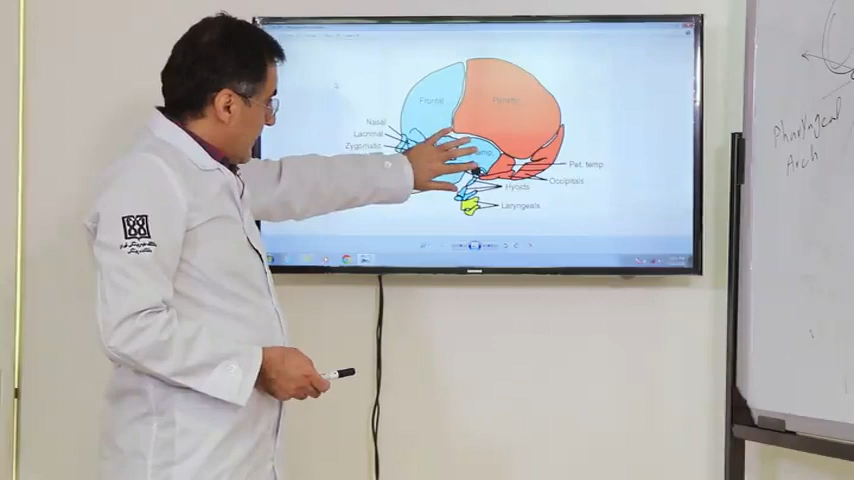 Frontal
Parietal
Nasal
Lacrimal
Zygomatic
Pet. temp.
Occipitals
Hyoids
Laryngeals
Pharyngeal
Arch